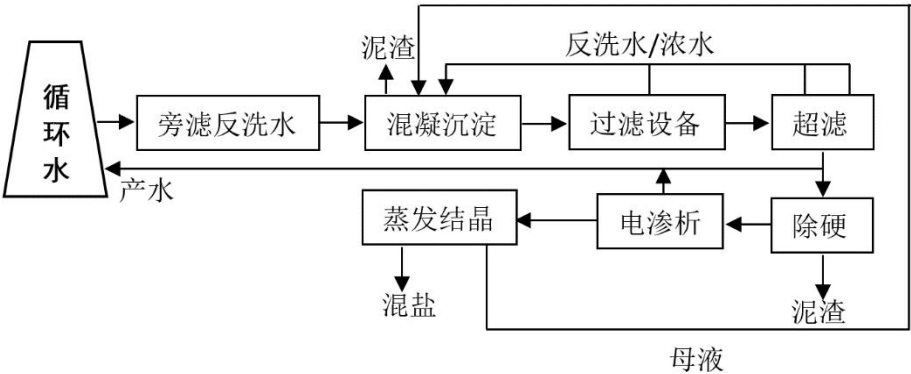 泥渣
反洗水/浓水
循环水
旁滤反洗水
混凝沉淀
过滤设备
超滤
产水
蒸发结晶
电渗析
除硬
混盐
泥渣
母液